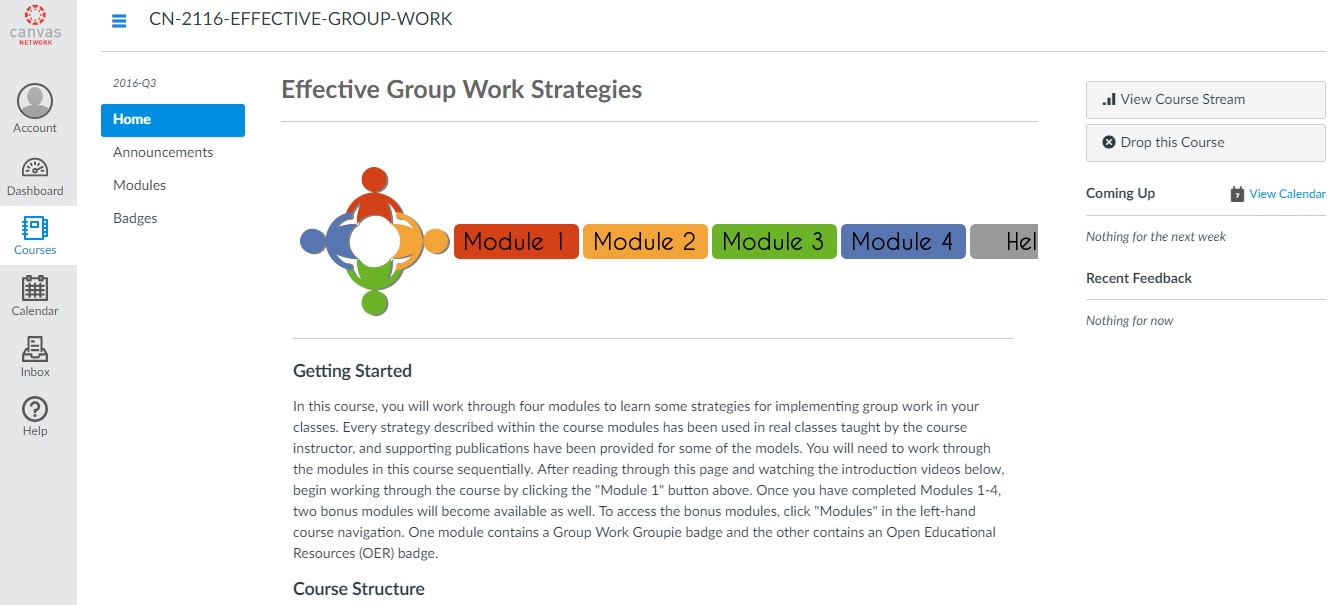 canvas
NETWORK
Account
Dashboard
Courses
Calendar
Inbox
Help
CN-2116-EFFECTIVE-GROUP-WORK
2016-Q3
Home
Announcements
Modules
Badges
Effective Group Work Strategies
Module 1 Module 2 Module 3 Module 4 Hel
Getting Started
In this course, you will work through four modules to learn some strategies for implementing group work in your
classes. Every strategy described within the course modules has been used in real classes taught by the course
instructor, and supporting publications have been provided for some of the models. You will need to work through
the modules in this course sequentially. After reading through this page and watching the introduction videos below,
begin working through the course by clicking the "Module 1" button above. Once you have completed Modules 1-4,
two bonus modules will become available as well. To access the bonus modules, click "Modules" in the left-hand
course navigation. One module contains a Group Work Groupie badge and the other contains an Open Educational
Resources (OER) badge.
Course Structure
View Course Stream
Drop this Course
Coming Up
7 View Calendar
Nothing for the next week
Recent Feedback
Nothing for now